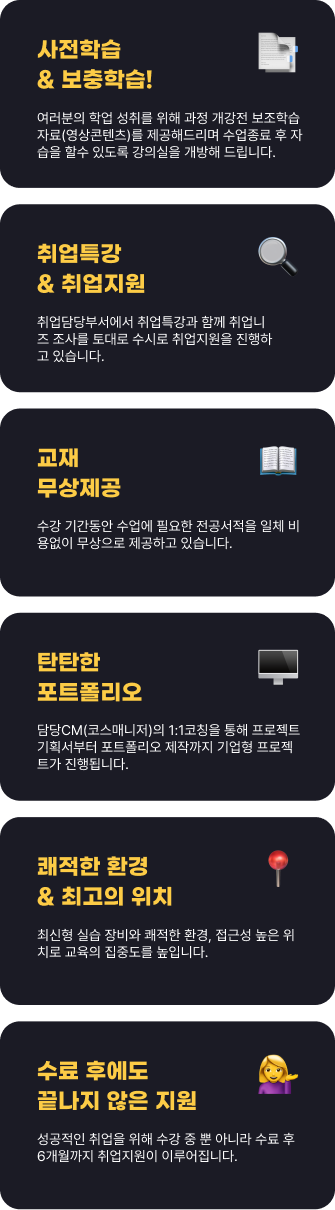 사전학습
& 보충학습!
여러분의 학업 성취를 위해 과정 개강전 보조학습
자료(영상콘텐츠)를 제공해드리며 수업종료 후 자
습을 할수 있도록 강의실을 개방해 드립니다.
취업특강
& 취업지원
취업담당부서에서 취업특강과 함께 취업니
즈 조사를 토대로 수시로 취업지원을 진행하
고 있습니다.
교재
무상제공
수강 기간동안 수업에 필요한 전공서적을 일체 비
용없이 무상으로 제공하고 있습니다.
탄탄한
포트폴리오
담당CM(코스매니저)의 1:1코칭을 통해 프로젝트
기획서부터 포트폴리오 제작까지 기업형 프로젝
트가 진행됩니다.
쾌적한 환경
& 최고의 위치
최신형 실습 장비와 쾌적한 환경, 접근성 높은 위
치로 교육의 집중도를 높입니다.
수료 후에도
끝나지 않은 지원
성공적인 취업을 위해 수강 중 뿐 아니라 수료 후
6개월까지 취업지원이 이루어집니다.